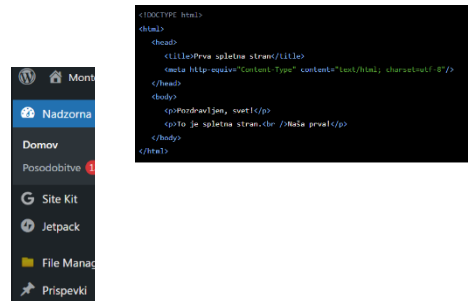 <!DOCTYPE html>
<html>
<head>
<title>Prva spletna stran</title>
<meta http-equiv="Content-Type" content="text/html; charset=utf-8"/>
</head>
<body>
<p>Pozdravljen, svet!</p>
<p>To je spletna stran.<br />Naša prva!</p>
</body>
</html>
Nadzorna
Domov
Posodobitve 1
Site Kit
Jetpack
File
Prispevki